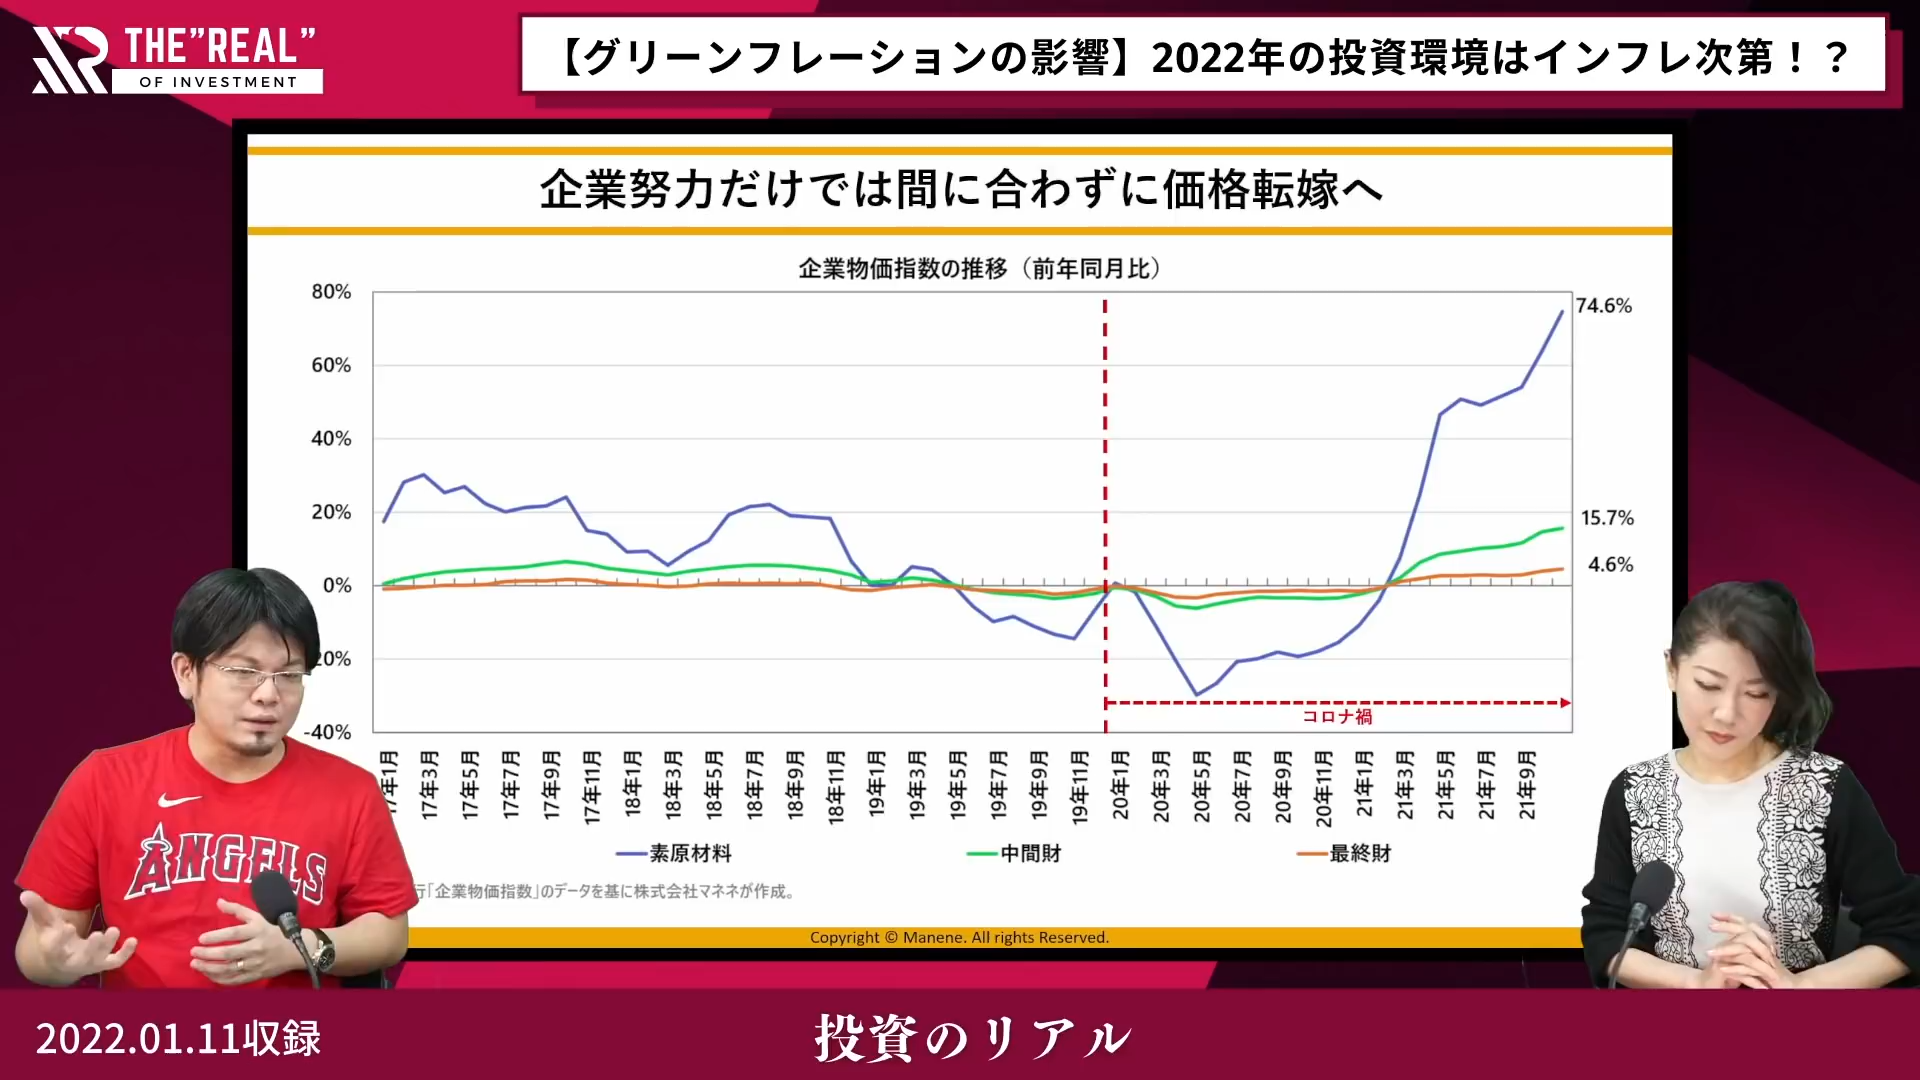 THE"REAL"
OF INVESTMENT
【グリーンフレーションの影響】2022年の投資環境はインフレ次第！？
企業努力だけでは間に合わずに価格転嫁へ
企業物価指数の推移（前年同月比）
80%
60%
40%
20%
0%
20%
-40%
74.6%
15.7%
4.6%
コロナ禍
17年1月
17年3月
17年5月
17年7月
17年9月
17年11月
18年1月
18年3月
18年5月
18年7月
18年9月
18年11月
19年1月
19年3月
19年5月
19年7月
19年9月
19年11月
20年1月
20年3月
20年5月
20年7月
20年9月
20年11月
21年1月
21年3月
21年5月
21年7月
21年9月
素原材料 中間財 最終財
行「企業物価指数」のデータを基に株式会社マネネが作成。
Copyright © Manene. All rights Reserved.
ANGELS
2022.01.11収録
投資のリアル